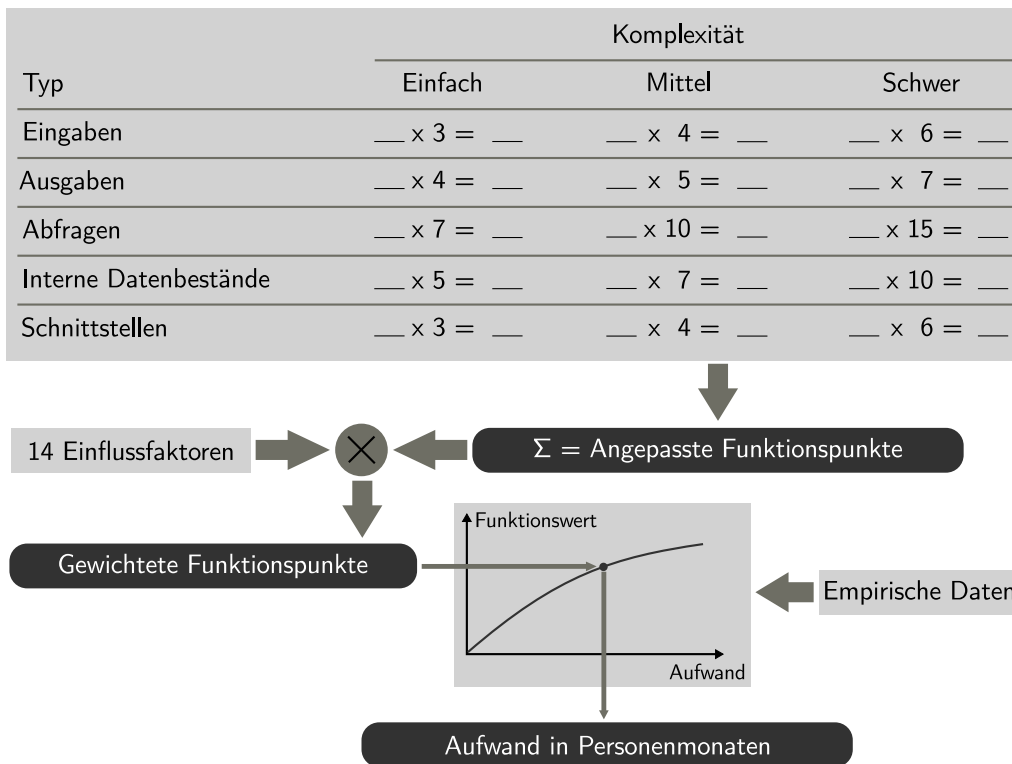 Komplexität
Typ Einfach Mittel Schwer
Eingaben __ x 3 = __ __ x 4 = __ __ x 6 = __
Ausgaben __ x 4 = __ __ x 5 = __ __ x 7 = __
Abfragen __ x 7 = __ __ x 10 = __ __ x 15 = __
Interne Datenbestände __ x 5 = __ __ x 7 = __ __ x 10 = __
Schnittstellen __ x 3 = __ __ x 4 = __ __ x 6 = __
14 Einflussfaktoren
Σ = Angepasste Funktionspunkte
Funktionswert
Gewichtete Funktionspunkte
Empirische Daten
Aufwand
Aufwand in Personenmonaten